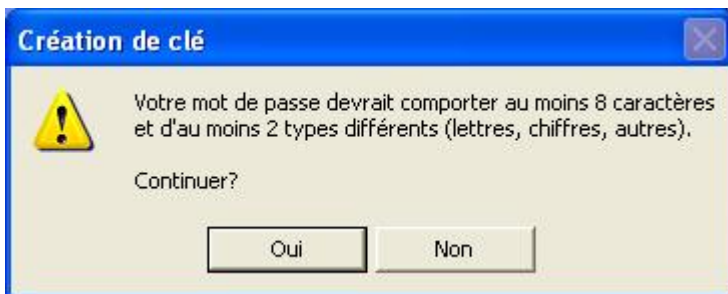 Création de clé
Votre mot de passe devrait comporter au moins 8 caractères
et d'au moins 2 types différents (lettres, chiffres, autres).
Continuer?
Oui
Non